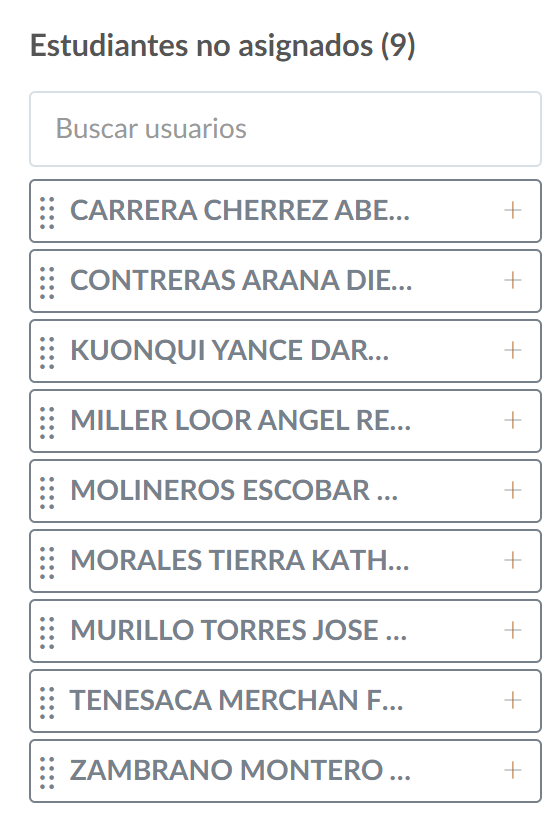 Estudiantes no asignados (9)
Buscar usuarios
CARRERA CHERREZ ABE...
CONTRERAS ARANA DIE...
KUONQUI YANCE DAR...
MILLER LOOR ANGEL RE...
MOLINEROS ESCOBAR ...
MORALES TIERRA KATH...
MURILLO TORRES JOSE ...
TENESACA MERCHAN F...
ZAMBRANO MONTERO ...